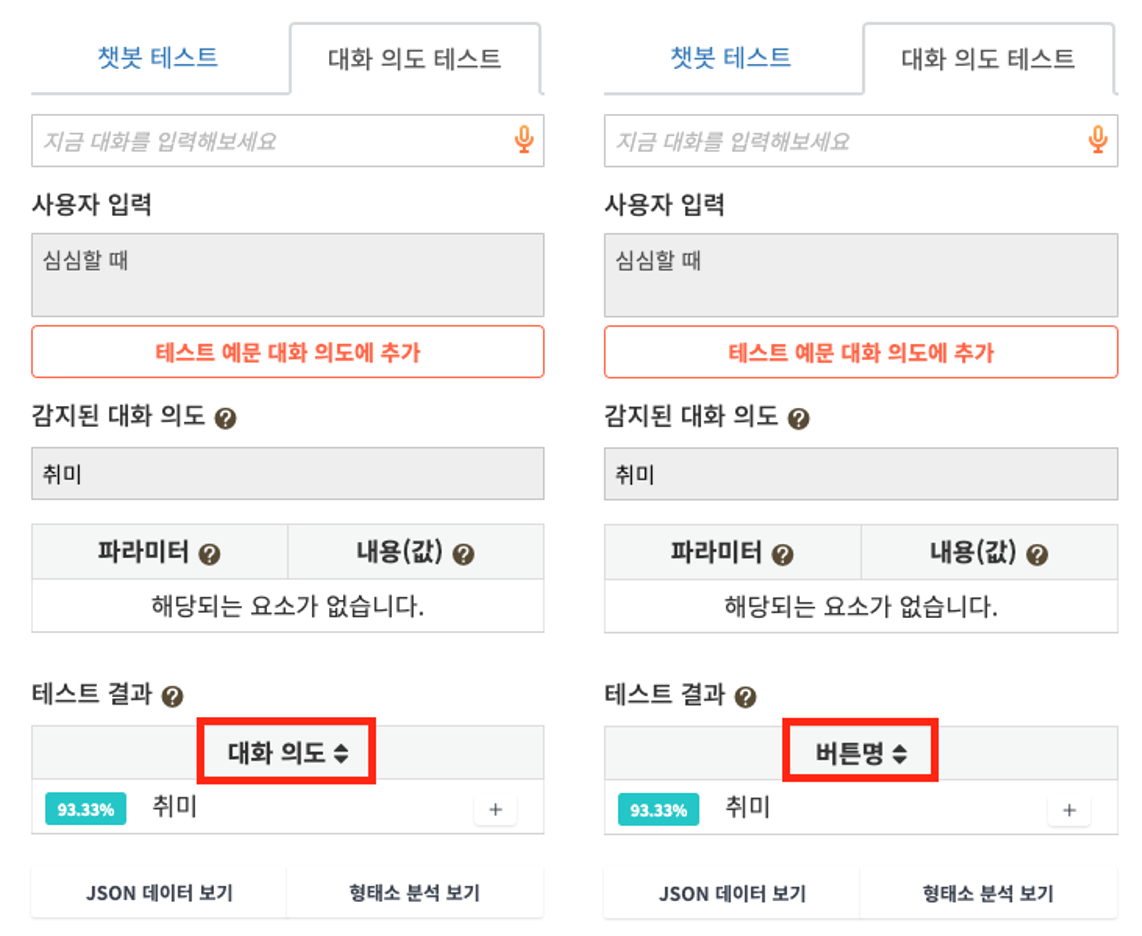 챗봇 테스트
대화 의도 테스트
지금 대화를 입력해보세요
사용자 입력
심심할 때
테스트 예문 대화 의도에 추가
감지된 대화 의도 ?
취미
파라미터 ? 내용(값) ?
해당되는 요소가 없습니다.
테스트 결과 ?
대화 의도
93.33% 취미 +
JSON 데이터 보기 형태소 분석 보기
챗봇 테스트
대화 의도 테스트
지금 대화를 입력해보세요
사용자 입력
심심할 때
테스트 예문 대화 의도에 추가
감지된 대화 의도 ?
취미
파라미터 ? 내용(값) ?
해당되는 요소가 없습니다.
테스트 결과 ?
버튼명
93.33% 취미 +
JSON 데이터 보기 형태소 분석 보기